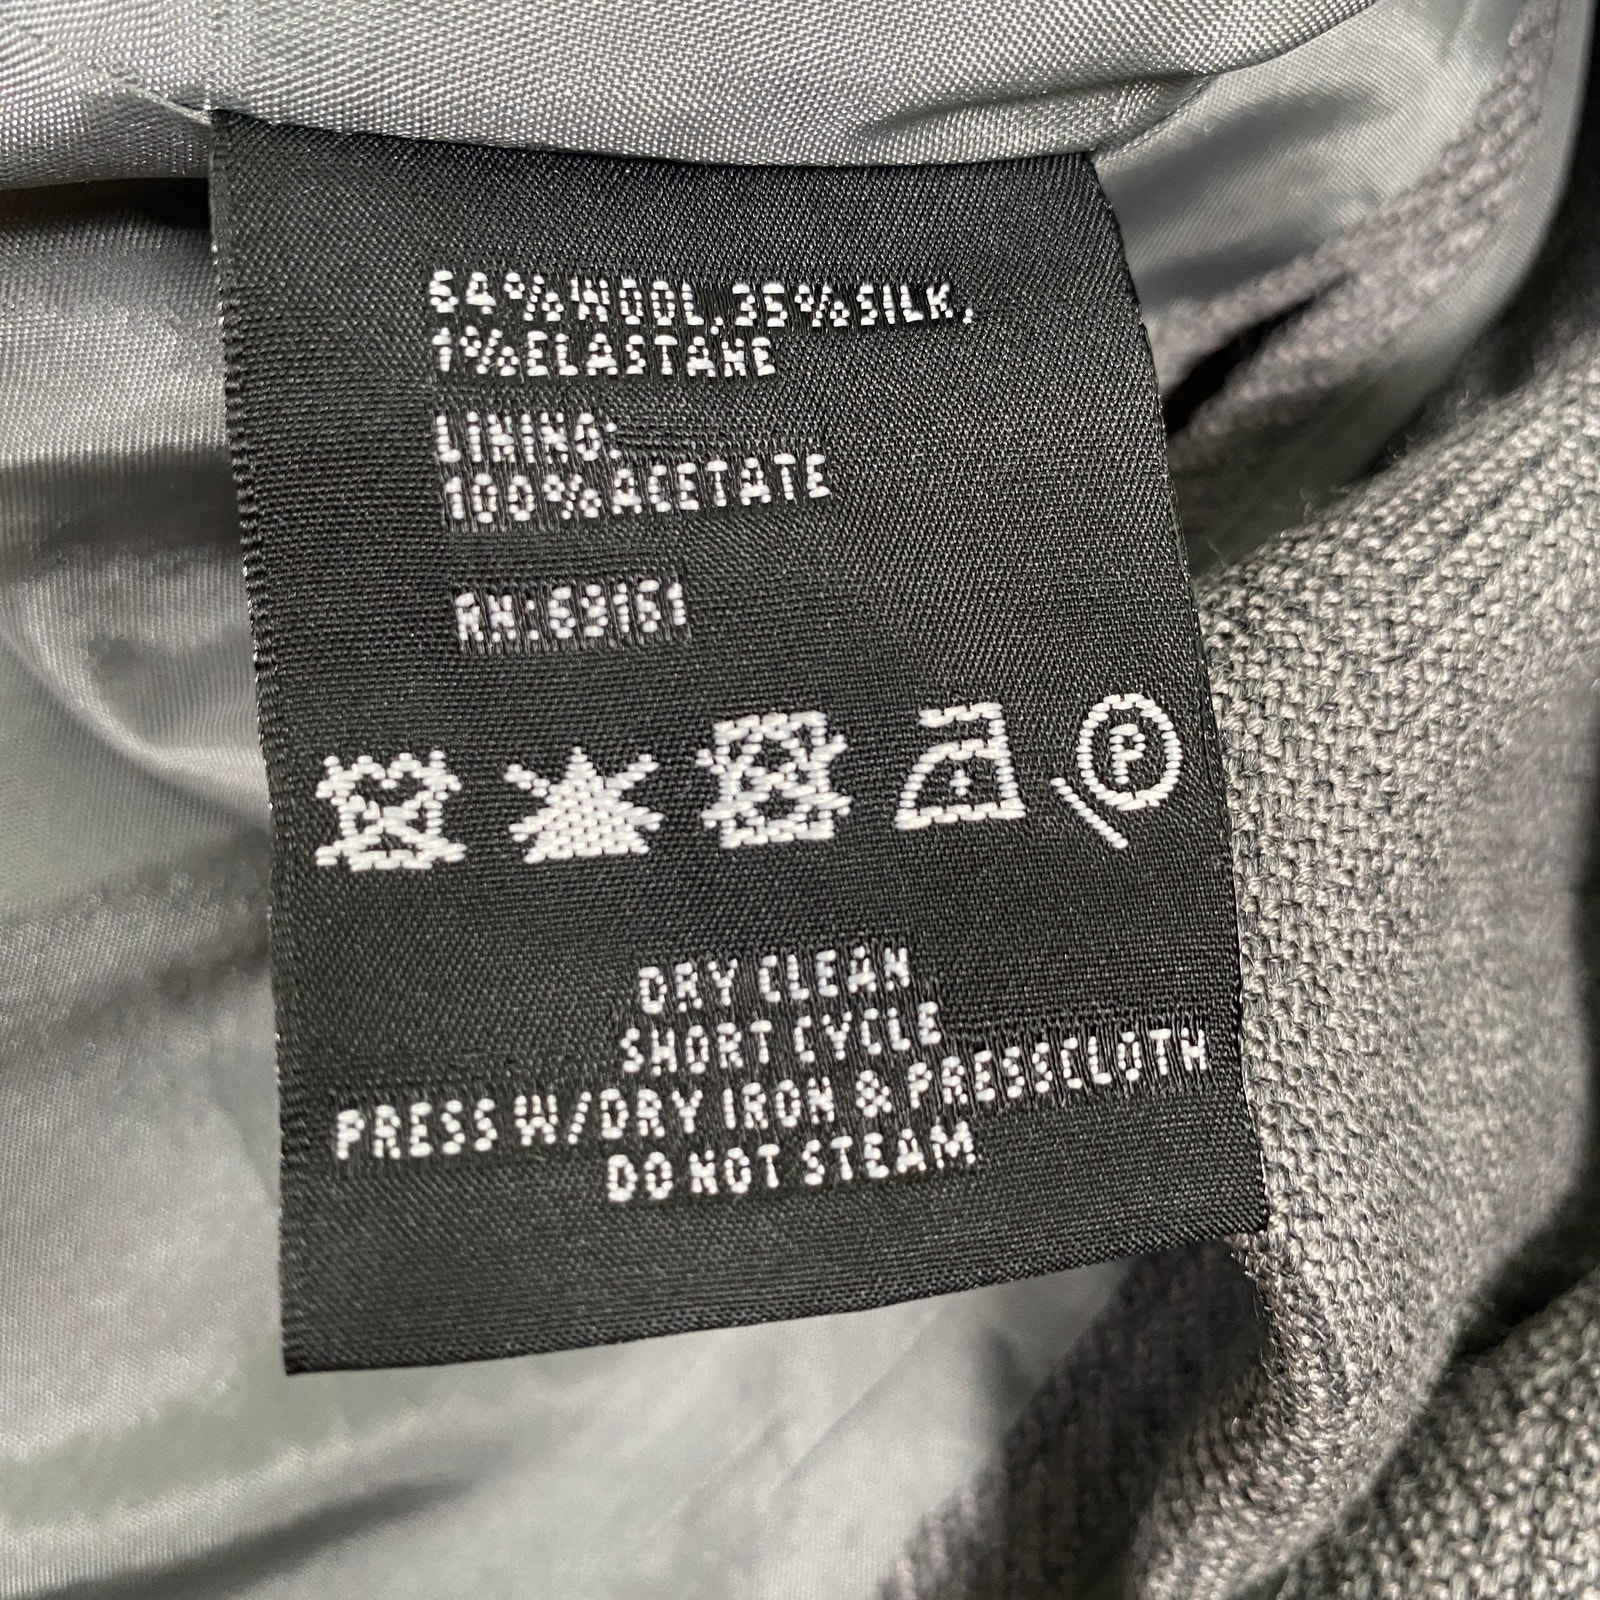 64% WOOL, 35% SILK,
1% ELASTANE
LINING:
100% ACETATE
RN: 69151
P
DRY CLEAN
SHORT CYCLE
PRESS W/DRY IRON & PRESSCLOTH
DO NOT STEAM